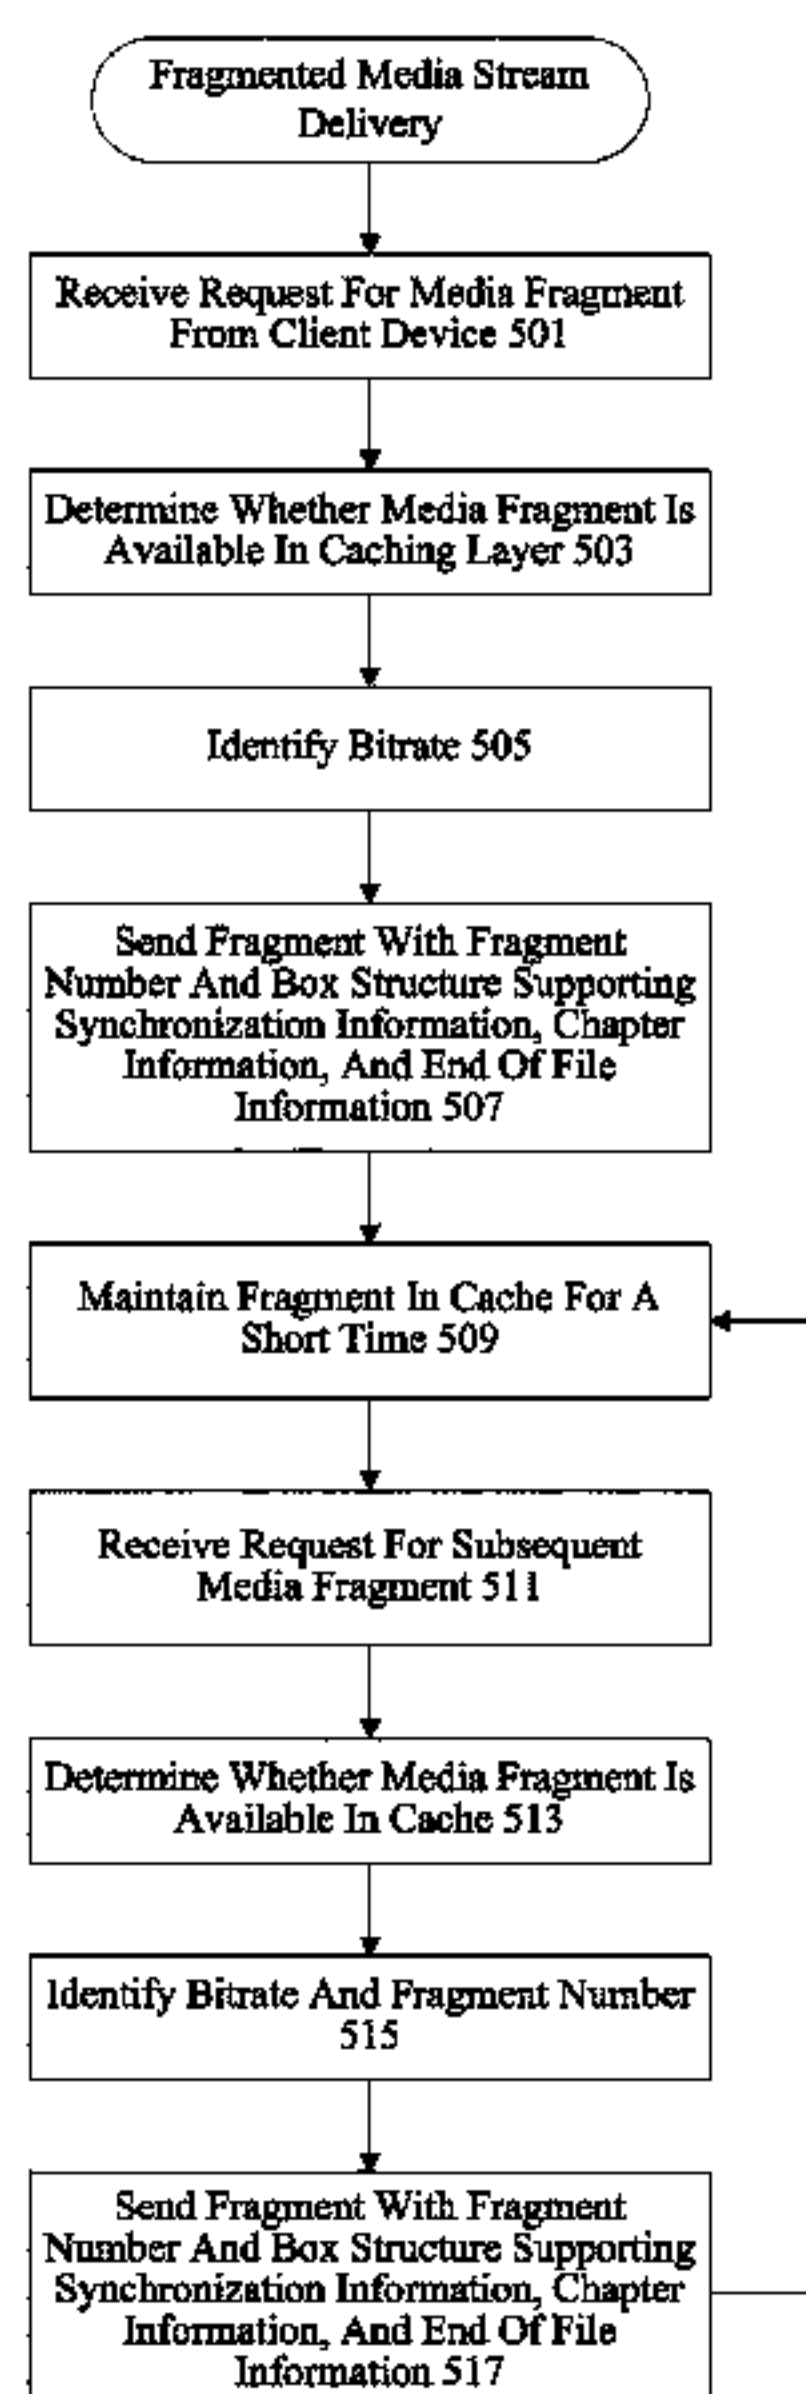 Fragmented Media Stream
Delivery
Receive Request For Media Fragment
From Client Device 501
Determine Whether Media Fragment Is
Available In Caching Layer 503
Identify Bitrate 505
Send Fragment With Fragment
Number And Box Structure Supporting
Synchronization Information, Chapter
Information, And End Of File
Information 507
Maintain Fragment In Cache For A
Short Time 509
Receive Request For Subsequent
Media Fragment 511
Determine Whether Media Fragment Is
Available In Cache 513
Identify Bitrate And Fragment Number
515
Send Fragment With Fragment
Number And Box Structure Supporting
Synchronization Information, Chapter
Information, And End Of File
Information 517